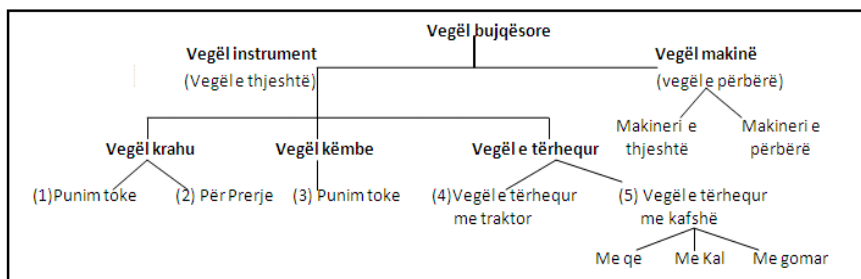 Vegël bujqësore
Vegël instrument Vegël makinë
(Vegël e thjeshtë) (vegël e përbërë)
Makineri e thjeshtë Makineri e përbërë
Vegël krahu Vegël këmbe Vegël e tërhequr
(1) Punim toke (2) Për Prerje (3) Punim toke (4) Vegël e tërhequr me traktor (5) Vegël e tërhequr me kafshë
Me qe Me Kal Me gomar